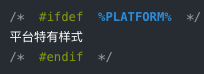 /*  #ifdef  %PLATFORM%  */
平台特有样式
/*  #endif  */